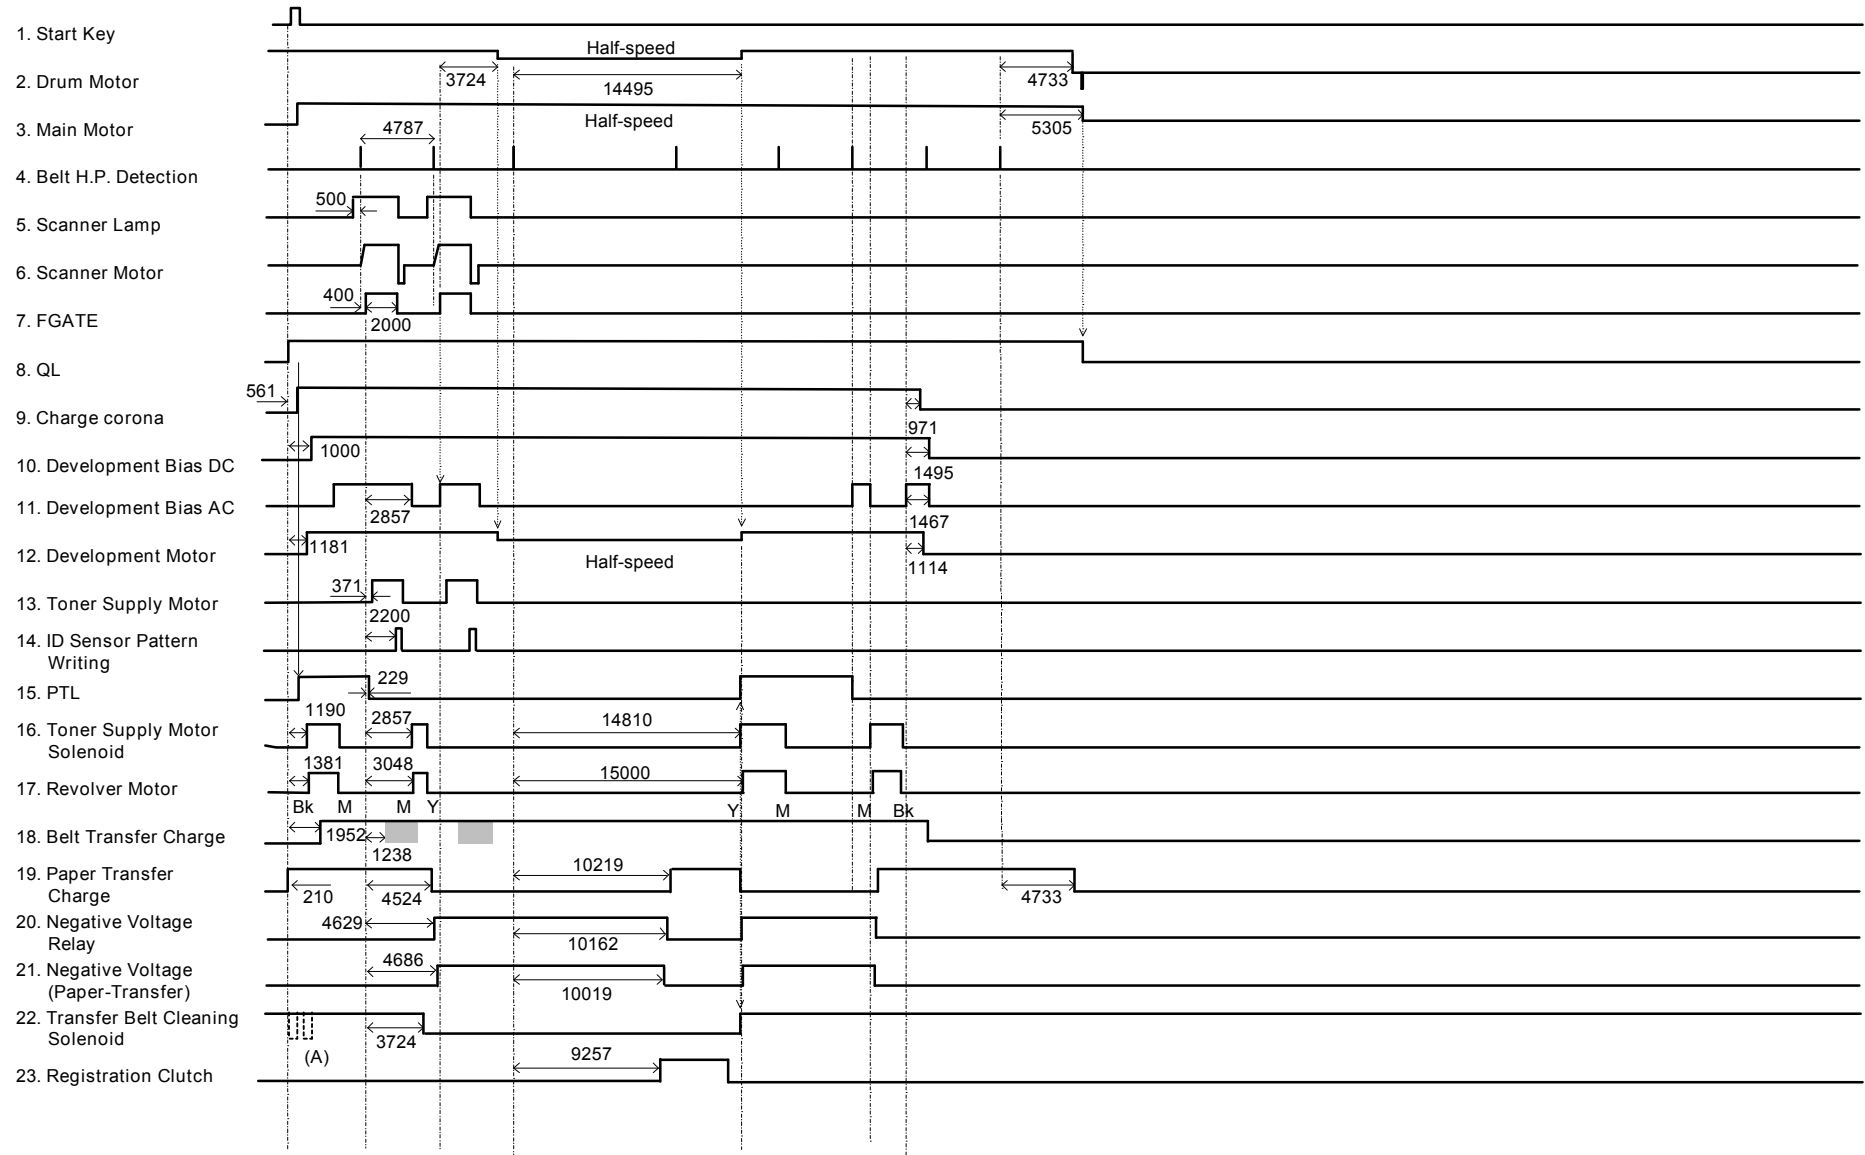 1. Start Key
Half-speed
3724
14495
4733
2. Drum Motor
3. Main Motor
4787
Half-speed
5305
4. Belt H.P. Detection
500
5. Scanner Lamp
6. Scanner Motor
400
2000
7. FGATE
8. QL
561
9. Charge corona
971
1000
10. Development Bias DC
1495
11. Development Bias AC
2857
1467
12. Development Motor
1181
Half-speed
1114
371
13. Toner Supply Motor
2200
14. ID Sensor Pattern
Writing
15. PTL
229
1190
2857
14810
16. Toner Supply Motor
Solenoid
1381
3048
15000
17. Revolver Motor
Bk M M Y Y M M Bk
18. Belt Transfer Charge
1952
1238
19. Paper Transfer
Charge
10219
210
4524
4733
20. Negative Voltage
Relay
4629
10162
21. Negative Voltage
(Paper-Transfer)
4686
10019
22. Transfer Belt Cleaning
Solenoid
3724
(A)
9257
23. Registration Clutch